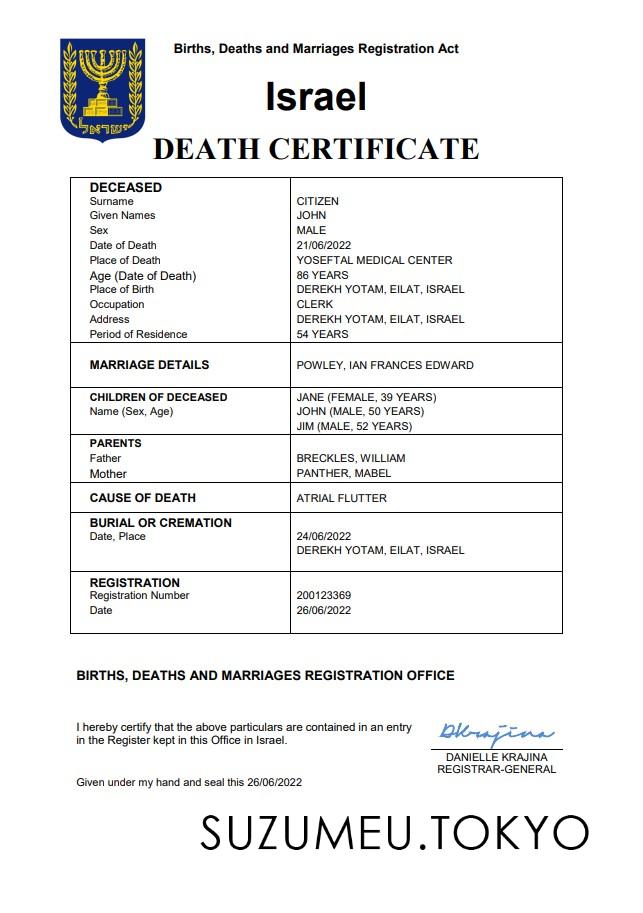 Births, Deaths and Marriages Registration Act
Israel
DEATH CERTIFICATE
ישראל
DECEASED
Surname CITIZEN
Given Names JOHN
Sex MALE
Date of Death 21/06/2022
Place of Death YOSEFTAL MEDICAL CENTER
Age (Date of Death) 86 YEARS
Place of Birth DEREKH YOTAM, EILAT, ISRAEL
Occupation CLERK
Address DEREKH YOTAM, EILAT, ISRAEL
Period of Residence 54 YEARS
MARRIAGE DETAILS POWLEY, IAN FRANCES EDWARD
CHILDREN OF DECEASED JANE (FEMALE, 39 YEARS)
Name (Sex, Age) JOHN (MALE, 50 YEARS)
JIM (MALE, 52 YEARS)
PARENTS
Father BRECKLES, WILLIAM
Mother PANTHER, MABEL
CAUSE OF DEATH ATRIAL FLUTTER
BURIAL OR CREMATION
Date, Place 24/06/2022
DEREKH YOTAM, EILAT, ISRAEL
REGISTRATION
Registration Number 200123369
Date 26/06/2022
BIRTHS, DEATHS AND MARRIAGES REGISTRATION OFFICE
I hereby certify that the above particulars are contained in an entry
in the Register kept in this Office in Israel.
DKrajina
DANIELLE KRAJINA
REGISTRAR-GENERAL
Given under my hand and seal this 26/06/2022
SUZUMEU.TOKYO